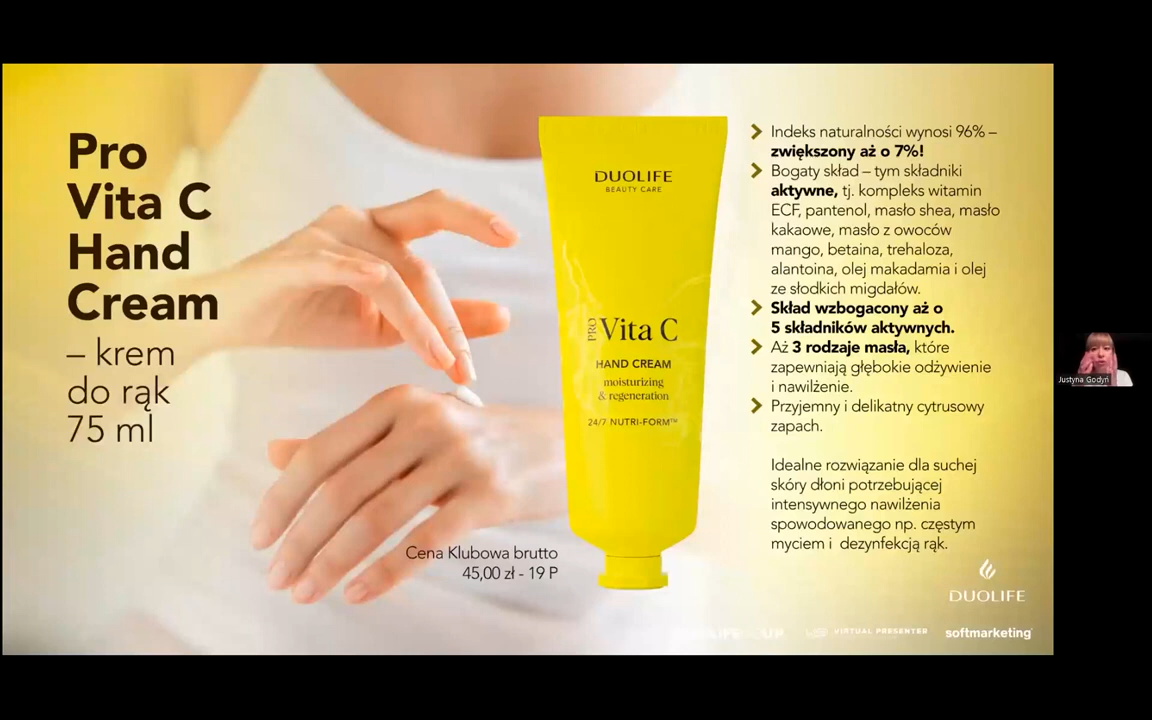 Pro
Vita C
Hand
Cream
– krem
do rąk
75 ml
DUOLIFE
BEAUTY CARE
PRO Vita C
HAND CREAM
moisturizing
& regeneration
24/7 NUTRI-FORM™
Cena Klubowa brutto
45,00 zł - 19 P
Indeks naturalności wynosi 96% –
zwiększony aż o 7%!
Bogaty skład – tym składniki
aktywne, tj. kompleks witamin
ECF, pantenol, masło shea, masło
kakaowe, masło z owoców
mango, betaina, trehaloza,
alantoina, olej makadamia i olej
ze słodkich migdałów.
Skład wzbogacony aż o
5 składników aktywnych.
Aż 3 rodzaje masła, które
zapewniają głębokie odżywienie
i nawilżenie.
Przyjemny i delikatny cytrusowy
zapach.
Idealne rozwiązanie dla suchej
skóry dłoni potrzebującej
intensywnego nawilżenia
spowodowanego np. częstym
myciem i dezynfekcją rąk.
DUOLIFE
VIRTUAL PRESENTER
softmarketing
Justyna Godyń